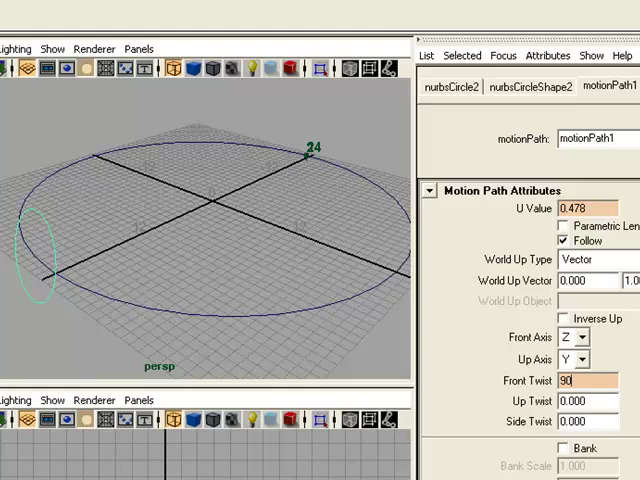 ighting Show Renderer Panels
List Selected Focus Attributes Show Help
nurbsCircle2 nurbsCircleShape2 motionPath1
24
motionPath: motionPath1
Motion Path Attributes
U Value 0.478
Parametric Len
Follow
World Up Type Vector
World Up Vector 0.000 1.0
World Up Object
Inverse Up
Front Axis Z
Up Axis Y
persp
Front Twist 90
ighting Show Renderer Panels
Up Twist 0.000
Side Twist 0.000
Bank
Bank Scale 1.000